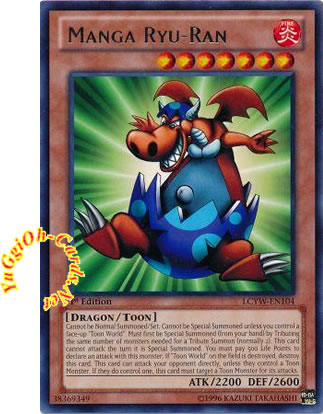 MANGA RYU-RAN
FIRE
炎
YuGgiOh-Cards.Net
1st Edition
LCYW-EN104
[DRAGON / TOON]
Cannot be Normal Summoned/Set. Cannot be Special Summoned unless you control a
face-up "Toon World". Must first be Special Summoned (from your hand) by Tributing
the same number of monsters needed for a Tribute Summon (normally 2). This card
cannot attack the turn it is Special Summoned. You must pay 500 Life Points to
declare an attack with this monster. If "Toon World" on the field is destroyed, destroy
this card. This card can attack your opponent directly, unless they control a Toon
Monster. If they do control one, this card must target a Toon Monster for its attacks.
ATK/2200 DEF/2600
38369349
©1996 KAZUKI TAKAHASHI